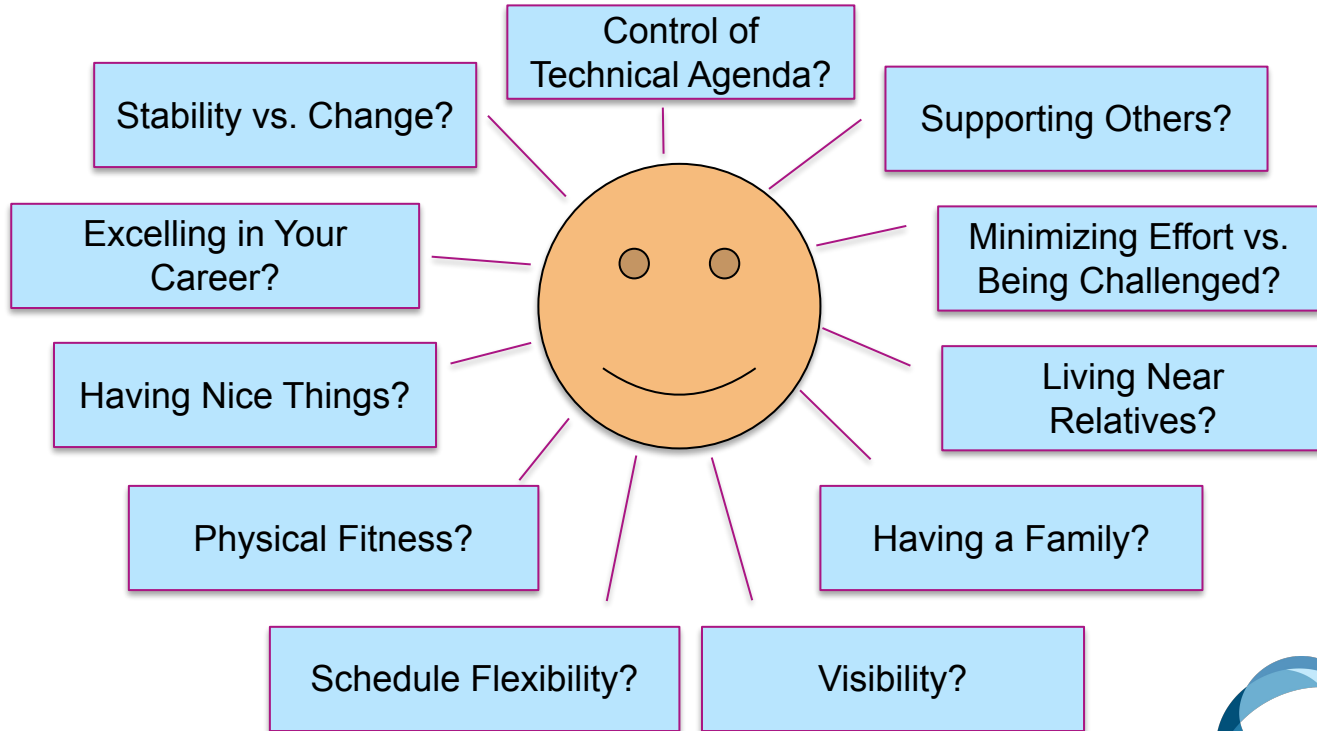 Control of
Technical Agenda?
Stability vs. Change?
Supporting Others?
Excelling in Your
Career?
Minimizing Effort vs.
Being Challenged?
Having Nice Things?
Living Near
Relatives?
Physical Fitness?
Having a Family?
Schedule Flexibility?
Visibility?